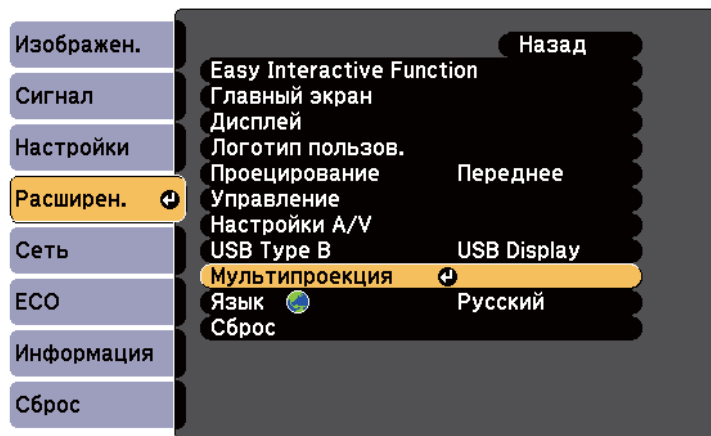 Изображен.
Сигнал
Настройки
Расширен.
Сеть
ECO
Информация
Сброс
Назад
Easy Interactive Function
Главный экран
Дисплей
Логотип пользов.
Проецирование Переднее
Управление
Настройки A/V
USB Type B USB Display
Мультипроекция
Язык Русский
Сброс